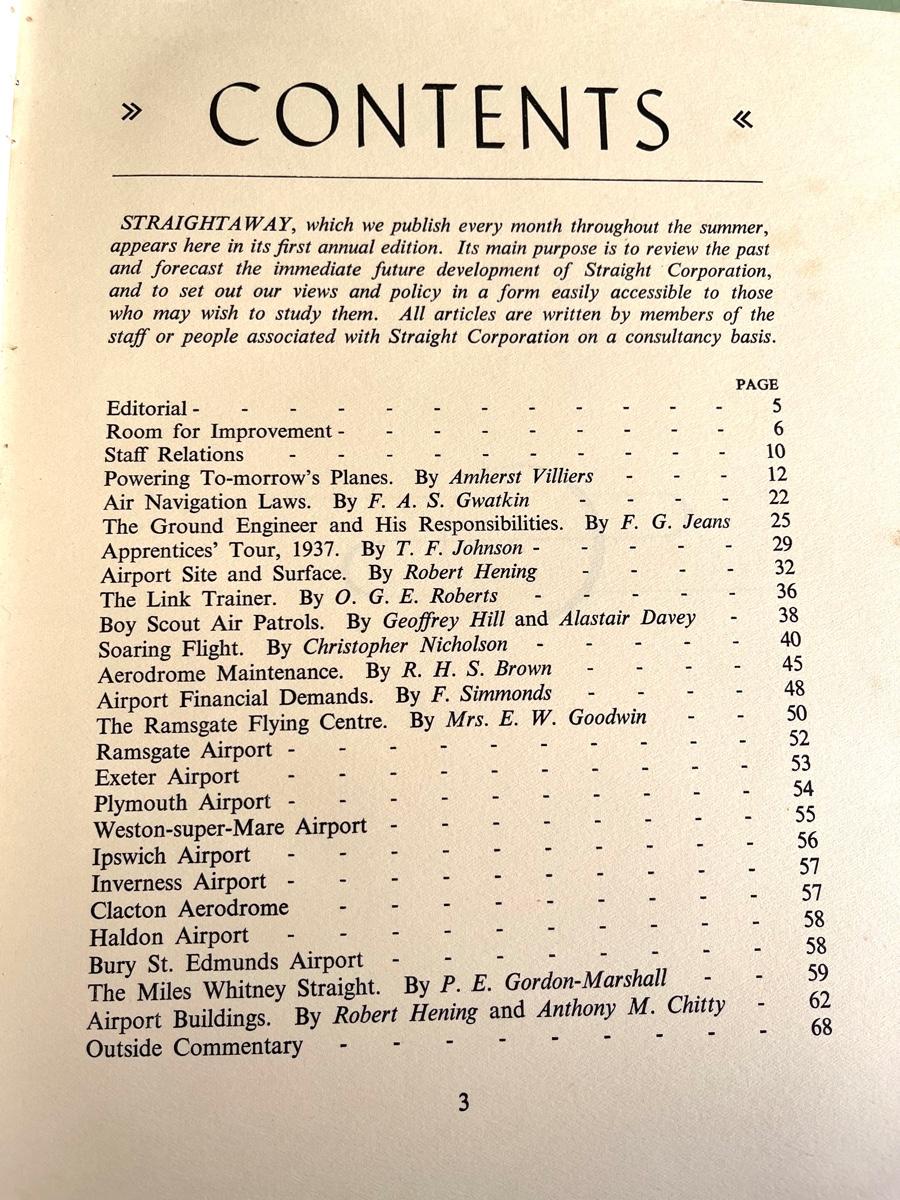 » CONTENTS «
STRAIGHTAWAY, which we publish every month throughout the summer,
appears here in its first annual edition. Its main purpose is to review the past
and forecast the immediate future development of Straight Corporation,
and to set out our views and policy in a form easily accessible to those
who may wish to study them. All articles are written by members of the
staff or people associated with Straight Corporation on a consultancy basis.
PAGE
Editorial - - - - - - - - - - - - 5
Room for Improvement - - - - - - - - - 6
Staff Relations - - - - - - - - - - 10
Powering To-morrow's Planes. By Amherst Villiers - - - 12
Air Navigation Laws. By F. A. S. Gwatkin - - - - 22
The Ground Engineer and His Responsibilities. By F. G. Jeans 25
Apprentices' Tour, 1937. By T. F. Johnson - - - - - 29
Airport Site and Surface. By Robert Hening - - - - 32
The Link Trainer. By O. G. E. Roberts - - - - - 36
Boy Scout Air Patrols. By Geoffrey Hill and Alastair Davey - 38
Soaring Flight. By Christopher Nicholson - - - - - 40
Aerodrome Maintenance. By R. H. S. Brown - - - - 45
Airport Financial Demands. By F. Simmonds - - - - 48
The Ramsgate Flying Centre. By Mrs. E. W. Goodwin - - 50
Ramsgate Airport - - - - - - - - - - 52
Exeter Airport - - - - - - - - - - 53
Plymouth Airport - - - - - - - - - - 54
Weston-super-Mare Airport - - - - - - - - 55
Ipswich Airport - - - - - - - - - - 56
Inverness Airport - - - - - - - - - - 57
Clacton Aerodrome - - - - - - - - - 57
Haldon Airport - - - - - - - - - - 58
Bury St. Edmunds Airport - - - - - - - - 58
The Miles Whitney Straight. By P. E. Gordon-Marshall - - 59
Airport Buildings. By Robert Hening and Anthony M. Chitty - 62
Outside Commentary - - - - - - - - - 68
3